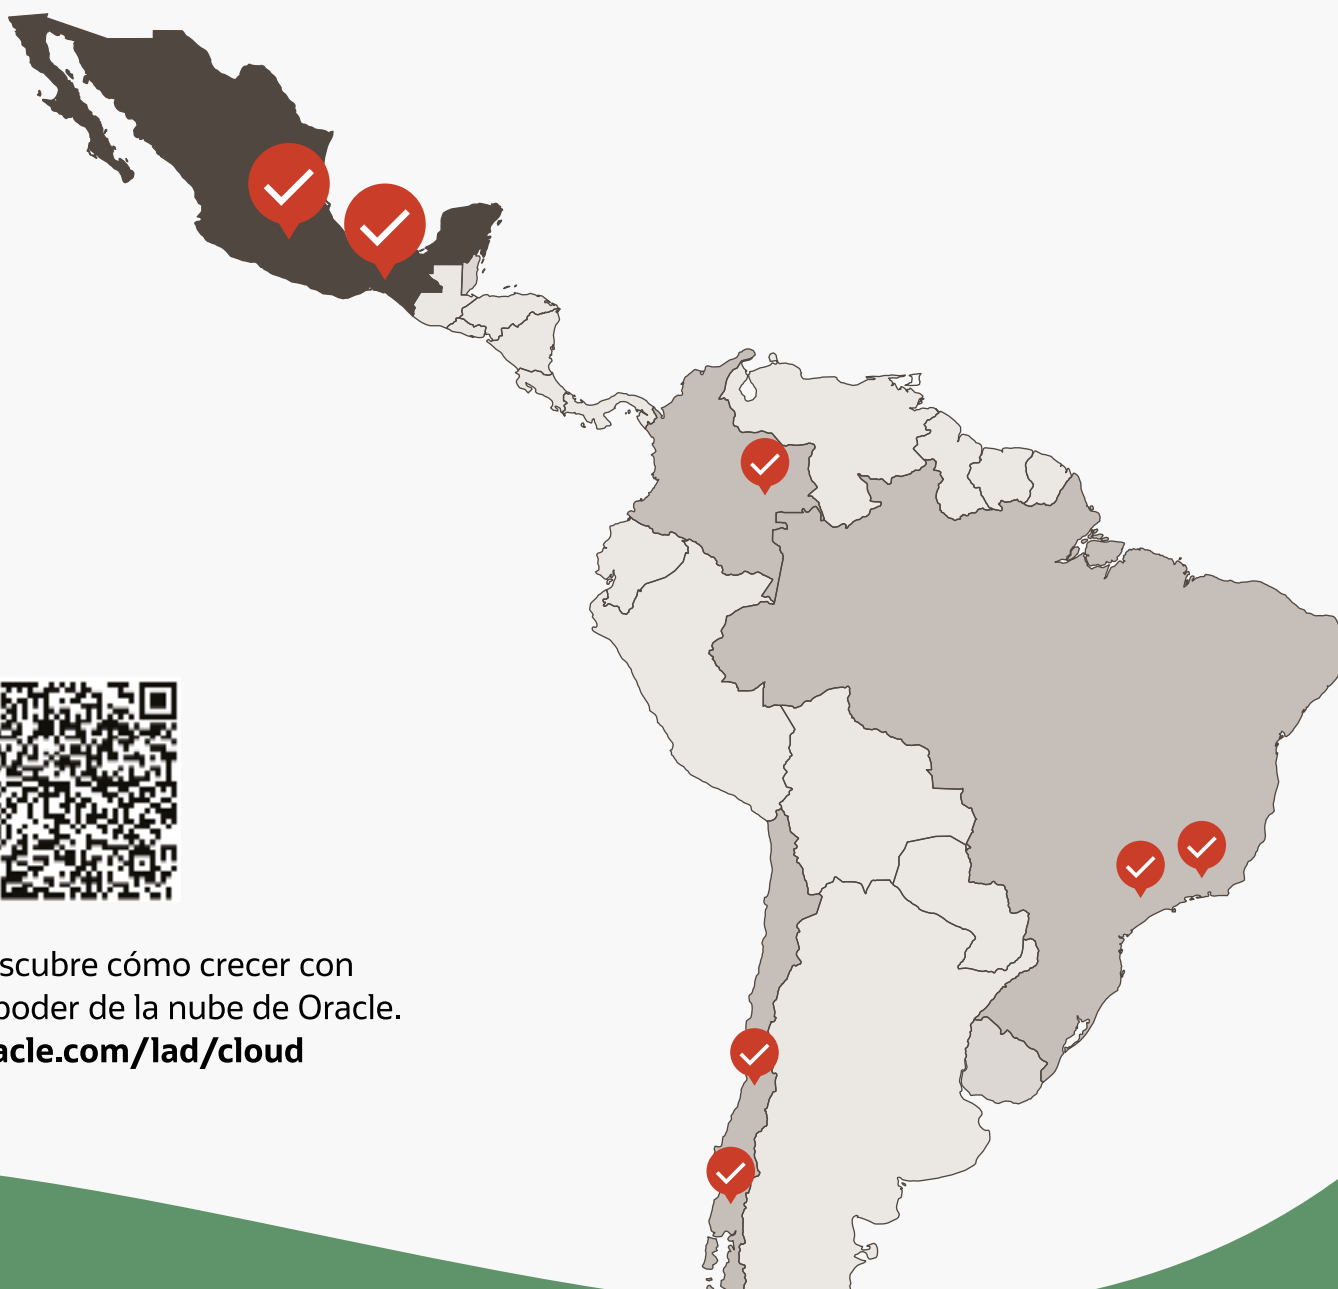 scubre cómo crecer con
poder de la nube de Oracle.
acle.com/lad/cloud